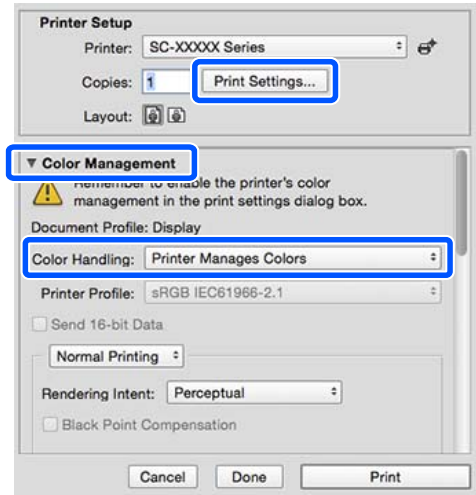 Printer Setup
Printer: SC-XXXXX Series
Copies: 1 Print Settings...
Layout:
▼ Color Management
Remember to enable the printer's color
management in the print settings dialog box.
Document Profile: Display
Color Handling: Printer Manages Colors
Printer Profile: sRGB IEC61966-2.1
Send 16-bit Data
Normal Printing
Rendering Intent: Perceptual
Black Point Compensation
Cancel Done Print